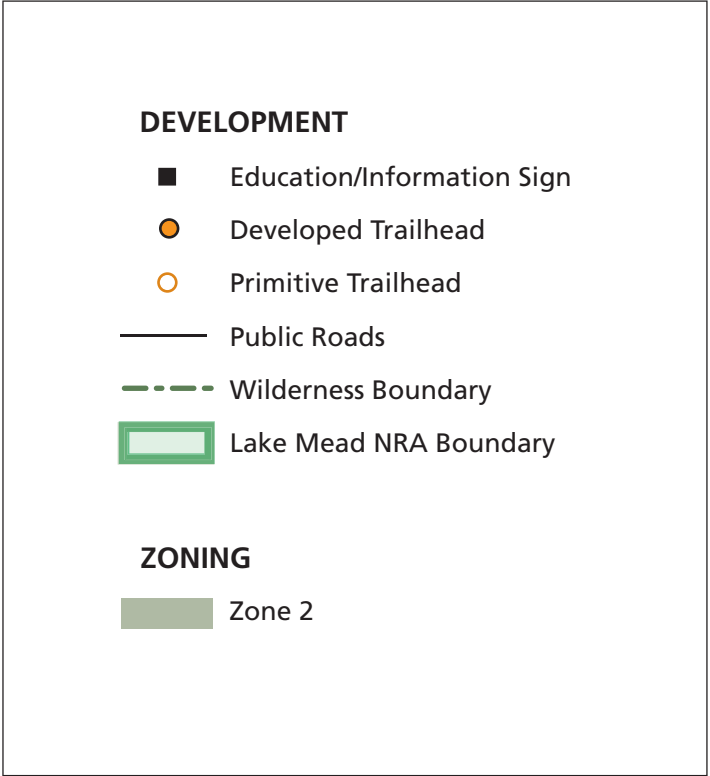 DEVELOPMENT
Education/Information Sign
Developed Trailhead
Primitive Trailhead
Public Roads
Wilderness Boundary
Lake Mead NRA Boundary
ZONING
Zone 2